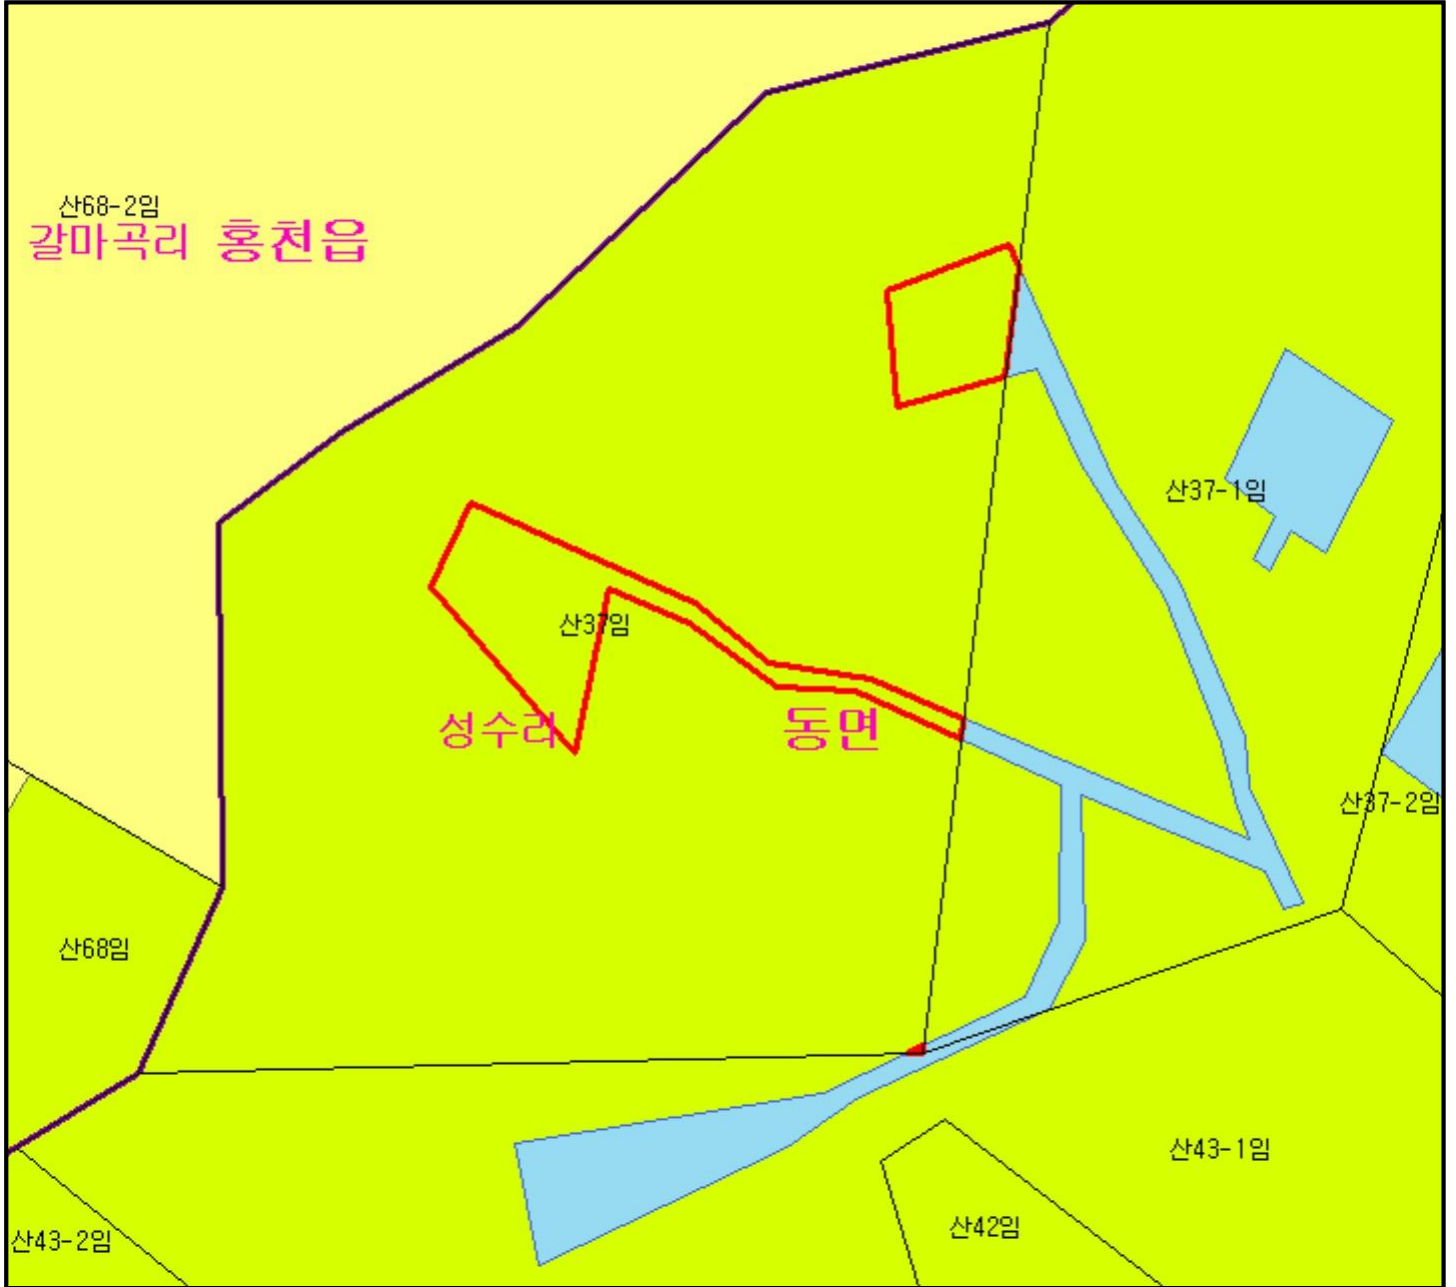 산68-2임
갈마곡리 홍천읍
산37-1임
산37임
성수리 동면
산37-2임
산68임
산43-1임
산42임
산43-2임